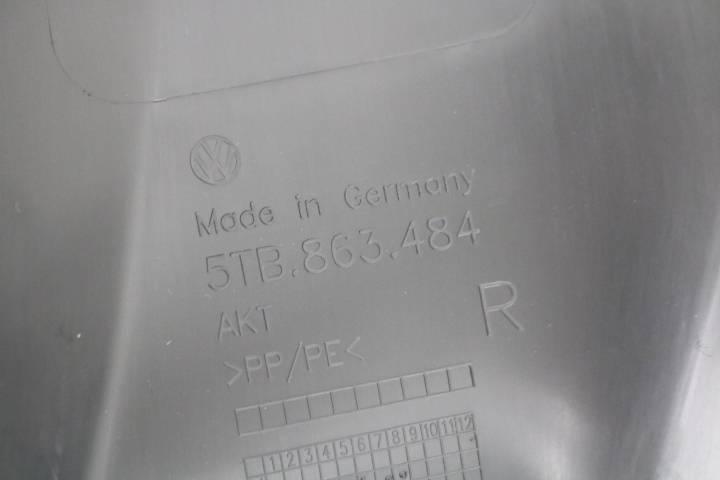 VW
Made in Germany
5TB.863.484
AKT
R
>PP/PE<
1 2 3 4 5 6 7 8 9 10 11 12